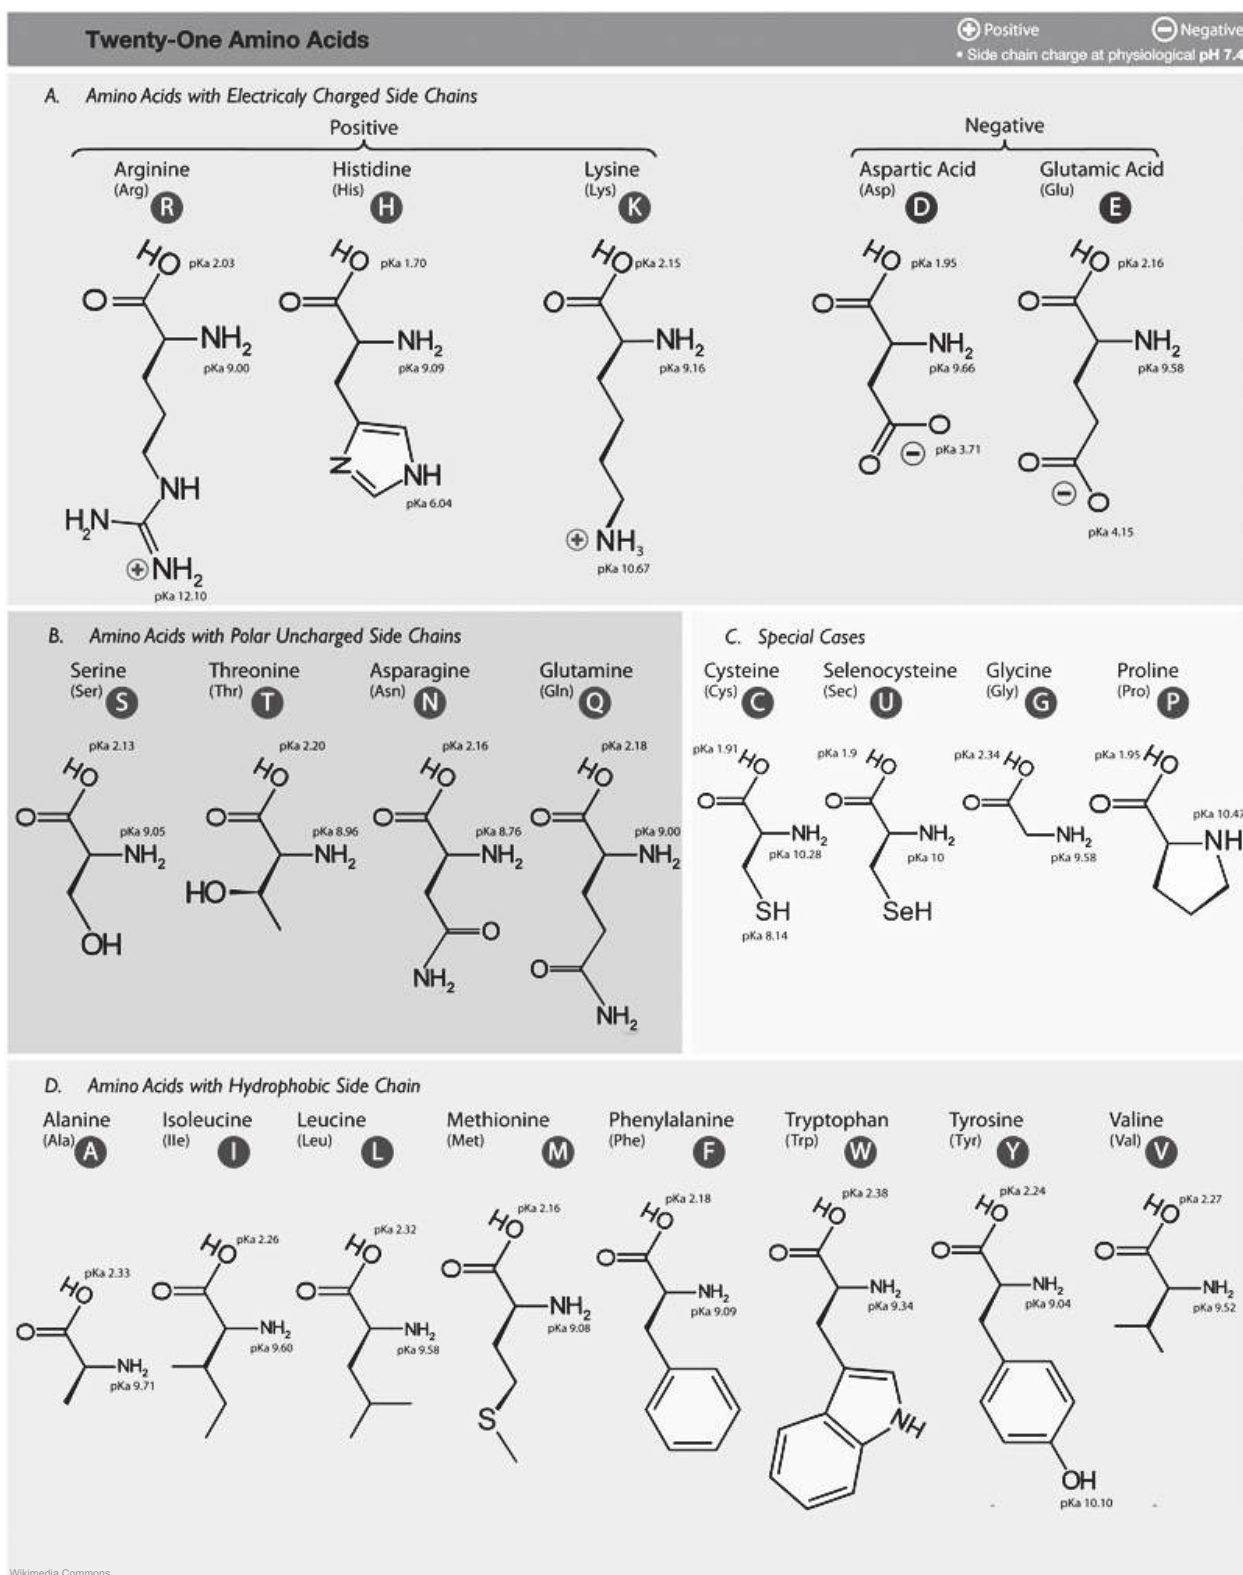 Twenty-One Amino Acids
⊕ Positive ⊖ Negative
• Side chain charge at physiological pH 7.4
A. Amino Acids with Electricaly Charged Side Chains
Positive
Negative
Arginine
(Arg)
R
Histidine
(His)
H
Lysine
(Lys)
K
Aspartic Acid
(Asp)
D
Glutamic Acid
(Glu)
E
HO pKa 2.03
O
NH2
pKa 9.00
NH
H2N
⊕ NH2
pKa 12.10
HO pKa 1.70
O
NH2
pKa 9.09
N
NH
pKa 6.04
HO pKa 2.15
O
NH2
pKa 9.16
⊕ NH3
pKa 10.67
HO pKa 1.95
O
NH2
pKa 9.66
O
⊖ pKa 3.71
O
HO pKa 2.16
O
NH2
pKa 9.58
O
⊖ O
pKa 4.15
B. Amino Acids with Polar Uncharged Side Chains
Serine
(Ser)
S
Threonine
(Thr)
T
Asparagine
(Asn)
N
Glutamine
(Gln)
Q
pKa 2.13
HO
O
pKa 9.05
NH2
OH
pKa 2.20
HO
O
pKa 8.96
NH2
HO
pKa 2.16
HO
O
pKa 8.76
NH2
O
NH2
pKa 2.18
HO
O
pKa 9.00
NH2
O
NH2
C. Special Cases
Cysteine
(Cys)
C
Selenocysteine
(Sec)
U
Glycine
(Gly)
G
Proline
(Pro)
P
pKa 1.91 HO
O
NH2
pKa 10.28
SH
pKa 8.14
pKa 1.9 HO
O
NH2
pKa 10
SeH
pKa 2.34 HO
O
NH2
pKa 9.58
pKa 1.95 HO
O
pKa 10.47
NH
D. Amino Acids with Hydrophobic Side Chain
Alanine
(Ala)
A
Isoleucine
(Ile)
I
Leucine
(Leu)
L
Methionine
(Met)
M
Phenylalanine
(Phe)
F
Tryptophan
(Trp)
W
Tyrosine
(Tyr)
Y
Valine
(Val)
V
pKa 2.33
HO
O
NH2
pKa 9.71
HO pKa 2.26
O
NH2
pKa 9.60
pKa 2.32
HO
O
NH2
pKa 9.58
pKa 2.16
HO
O
NH2
pKa 9.08
S
pKa 2.18
HO
O
NH2
pKa 9.09
pKa 2.38
HO
O
NH2
pKa 9.34
NH
pKa 2.24
HO
O
NH2
pKa 9.04
OH
pKa 10.10
pKa 2.27
HO
O
NH2
pKa 9.52
Wikimedia Commons